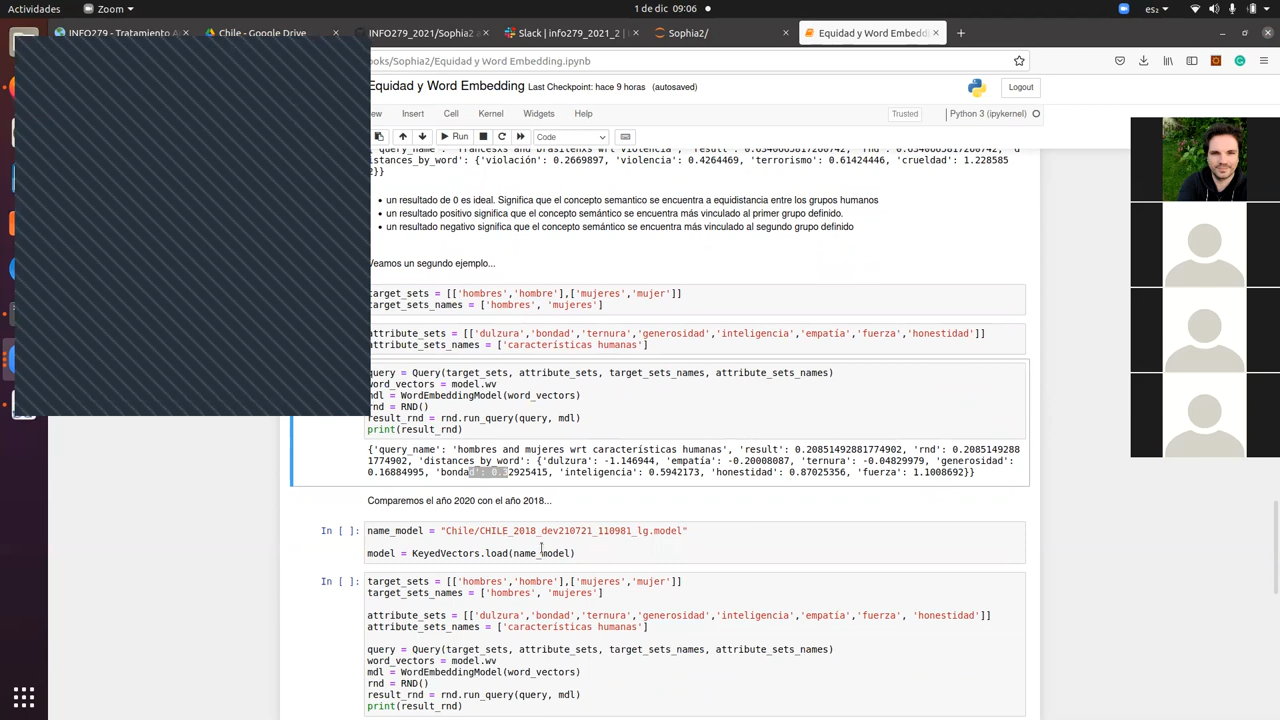 Actividades
Zoom
1 de dic 09:06
es₂
INFO279 - Tratamiento Ap
Chile - Google Drive
INFO279_2021/Sophia2
Slack | info279_2021_2 |
Sophia2/
Equidad y Word Embedding
ooks/Sophia2/Equidad y Word Embedding.ipynb
Equidad y Word Embedding Last Checkpoint: hace 9 horas (autosaved)
Logout
ew Insert Cell Kernel Widgets Help
Trusted
Python 3 (ipykernel)
Run
Code
istances_by_word': {'violación': 0.2669897, 'violencia': 0.4264469, 'terrorismo': 0.61424446, 'crueldad': 1.228585
2}}
un resultado de 0 es ideal. Significa que el concepto semantico se encuentra a equidistancia entre los grupos humanos
un resultado positivo significa que el concepto semántico se encuentra más vinculado al primer grupo definido.
un resultado negativo significa que el concepto semántico se encuentra más vinculado al segundo grupo definido
Veamos un segundo ejemplo...
target_sets = [['hombres','hombre'],['mujeres','mujer']]
target_sets_names = ['hombres', 'mujeres']
attribute_sets = [['dulzura','bondad','ternura','generosidad','inteligencia','empatía','fuerza','honestidad']]
attribute_sets_names = ['características humanas']
query = Query(target_sets, attribute_sets, target_sets_names, attribute_sets_names)
word_vectors = model.wv
mdl = WordEmbeddingModel(word_vectors)
rnd = RND()
result_rnd = rnd.run_query(query, mdl)
print(result_rnd)
{'query_name': 'hombres and mujeres wrt características humanas', 'result': 0.20851492881774902, 'rnd': 0.2085149288
1774902, 'distances_by_word': {'dulzura': -1.146944, 'empatía': -0.20008087, 'ternura': -0.04829979, 'generosidad':
0.16884995, 'bondad': 0.32925415, 'inteligencia': 0.5942173, 'honestidad': 0.87025356, 'fuerza': 1.1008692}}
Comparemos el año 2020 con el año 2018...
In [ ]: name_model = "Chile/CHILE_2018_dev210721_110981_lg.model"
model = KeyedVectors.load(name_model)
In [ ]: target_sets = [['hombres','hombre'],['mujeres','mujer']]
target_sets_names = ['hombres', 'mujeres']
attribute_sets = [['dulzura','bondad','ternura','generosidad','inteligencia','empatía','fuerza', 'honestidad']]
attribute_sets_names = ['características humanas']
query = Query(target_sets, attribute_sets, target_sets_names, attribute_sets_names)
word_vectors = model.wv
mdl = WordEmbeddingModel(word_vectors)
rnd = RND()
result_rnd = rnd.run_query(query, mdl)
print(result_rnd)